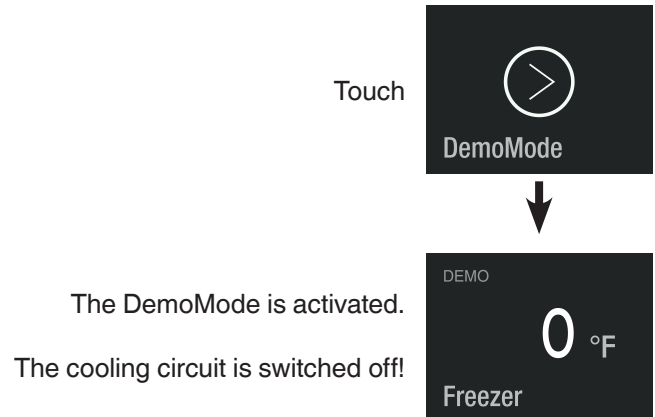 Touch
DemoMode
DEMO
The DemoMode is activated.
0 °F
The cooling circuit is switched off!
Freezer